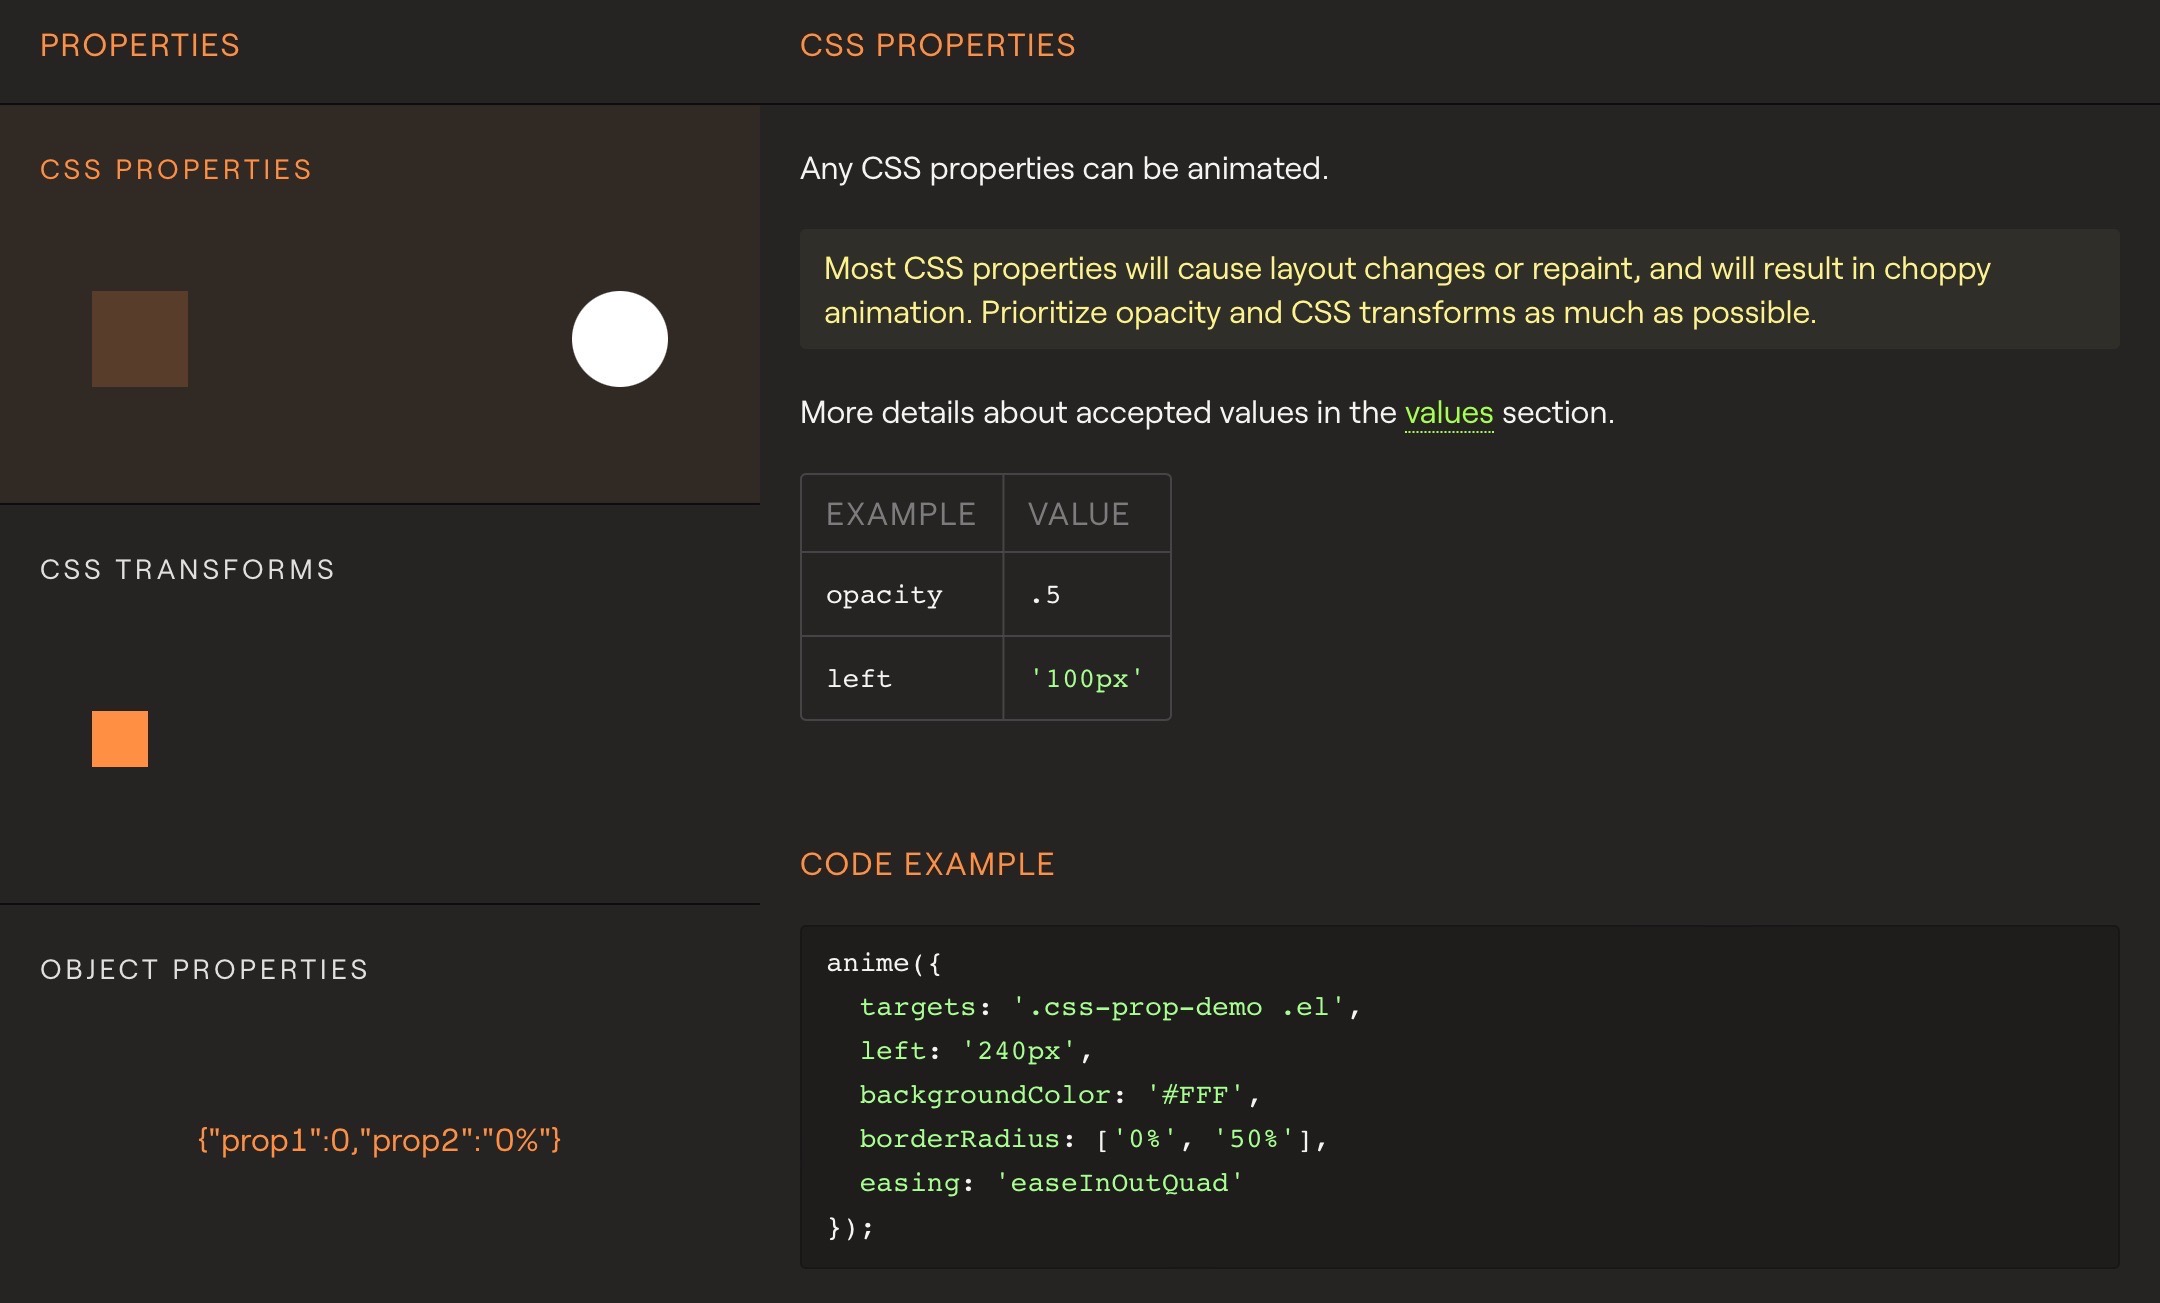 PROPERTIES
CSS PROPERTIES
CSS TRANSFORMS
OBJECT PROPERTIES
{"prop1":0,"prop2":"0%"}
CSS PROPERTIES
Any CSS properties can be animated.
Most CSS properties will cause layout changes or repaint, and will result in choppy
animation. Prioritize opacity and CSS transforms as much as possible.
More details about accepted values in the values section.
EXAMPLE VALUE
opacity .5
left '100px'
CODE EXAMPLE
anime({
  targets: '.css-prop-demo .el',
  left: '240px',
  backgroundColor: '#FFF',
  borderRadius: ['0%', '50%'],
  easing: 'easeInOutQuad'
});